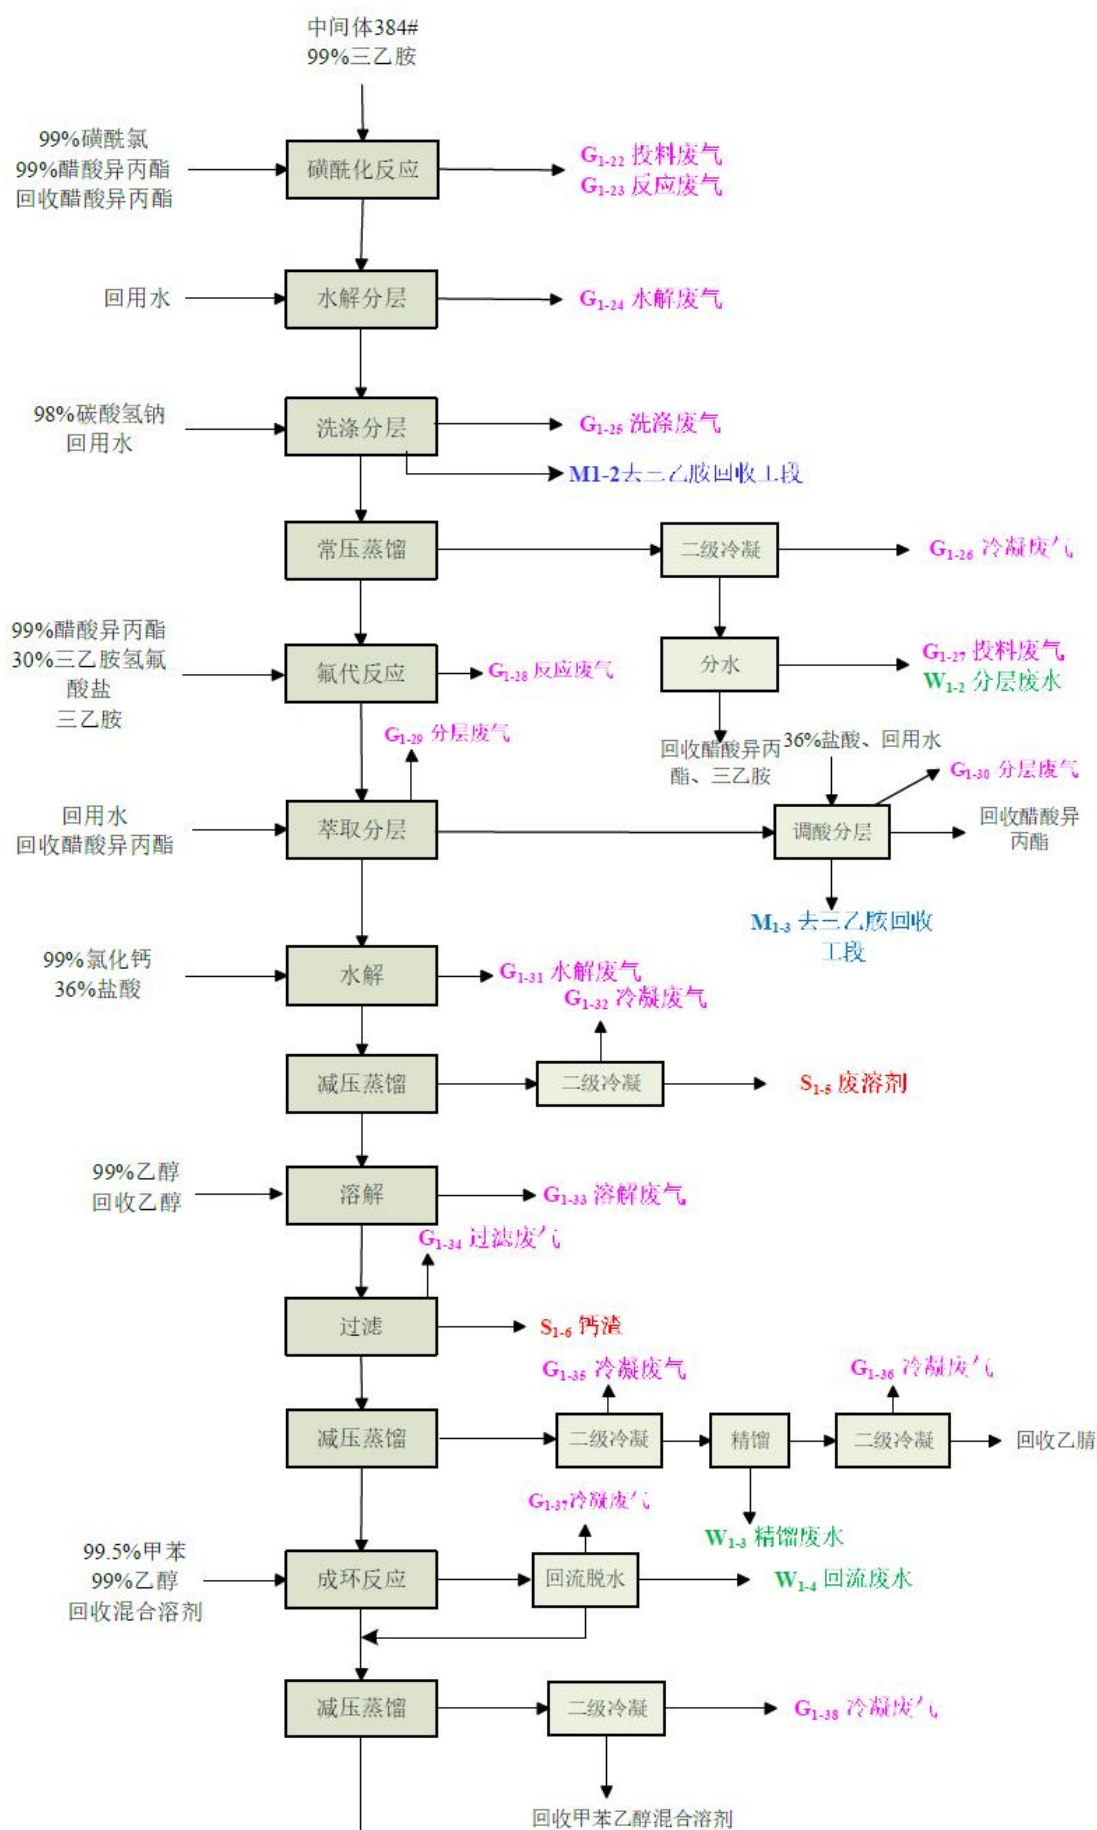 中间体384#
99%三乙胺
99%磺酰氯
99%醋酸异丙酯
回收醋酸异丙酯
磺酰化反应
G1-22 投料废气
G1-23 反应废气
回用水
水解分层
G1-24 水解废气
98%碳酸氢钠
回用水
洗涤分层
G1-25 洗涤废气
M1-2去三乙胺回收工段
常压蒸馏
二级冷凝
G1-26 冷凝废气
99%醋酸异丙酯
30%三乙胺氢氟
酸盐
三乙胺
氟代反应
G1-28 反应废气
分水
G1-27 投料废气
W1-2 分层废水
G1-29 分层废气
回收醋酸异丙
酯、三乙胺
36%盐酸、回用水
G1-30 分层废气
回用水
回收醋酸异丙酯
萃取分层
调酸分层
回收醋酸异
丙酯
M1-3 去三乙胺回收
工段
99%氯化钙
36%盐酸
水解
G1-31 水解废气
G1-32 冷凝废气
减压蒸馏
二级冷凝
S1-5 废溶剂
99%乙醇
回收乙醇
溶解
G1-33 溶解废气
G1-34 过滤废气
过滤
S1-6 钙渣
G1-35 冷凝废气
G1-36 冷凝废气
减压蒸馏
二级冷凝
精馏
二级冷凝
回收乙腈
G1-37冷凝废气
W1-3 精馏废水
99.5%甲苯
99%乙醇
回收混合溶剂
成环反应
回流脱水
W1-4 回流废水
减压蒸馏
二级冷凝
G1-38 冷凝废气
回收甲苯乙醇混合溶剂